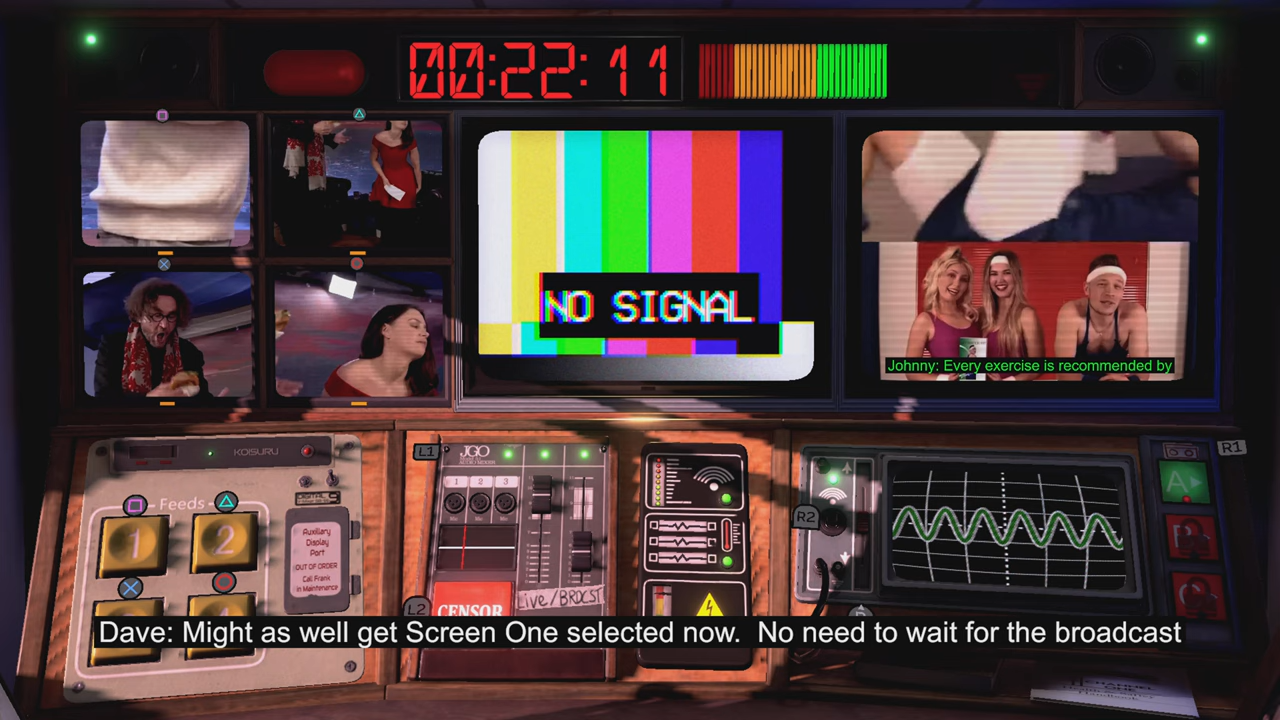 00:22:11
NO SIGNAL
Johnny: Every exercise is recommended by
KOISURU
L1
JGO
R1
Feeds
1 2 3
A
1
2
R2
Auxiliary
Display
Port
OUT OF ORDER
Call Frank
in Maintenance
Live/BRDCST
L2
CENSOR
Dave: Might as well get Screen One selected now. No need to wait for the broadcast